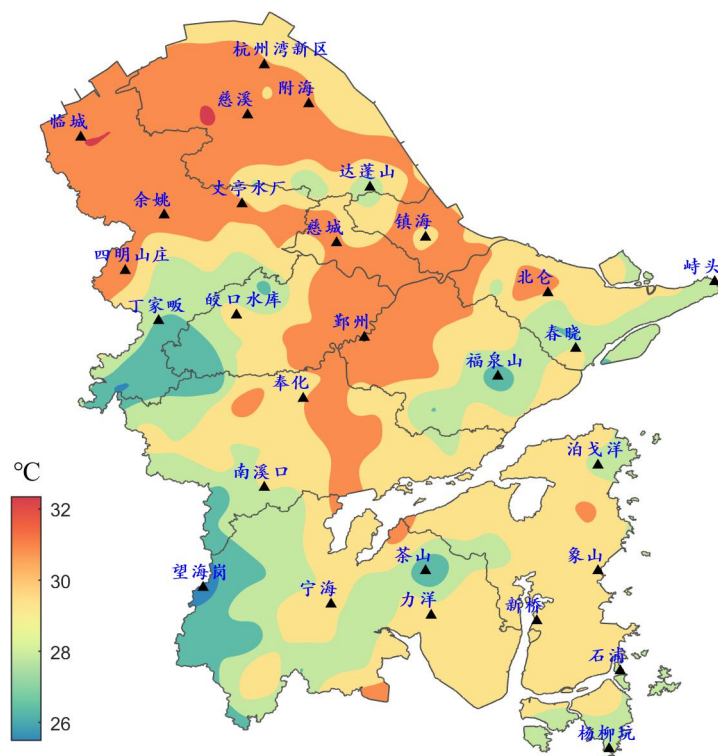 杭州湾新区
附海
慈溪
临城
达蓬山
丈亭水厂
余姚
慈城
镇海
四明山庄
北仑
峙头
丁家畈
皎口水库
鄞州
春晓
福泉山
奉化
℃
泊戈洋
南溪口
32
茶山
象山
望海岗
30
宁海
力洋
新桥
28
石浦
26
杨柳坑